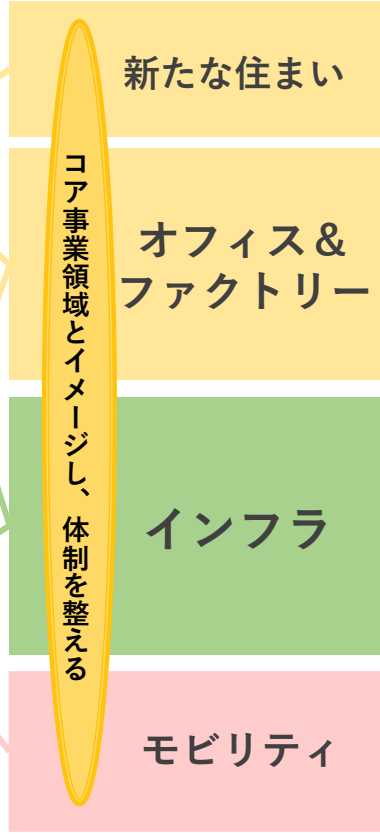 新たな住まい
オフィス＆
ファクトリー
インフラ
モビリティ
コア事業領域とイメージし、体制を整える